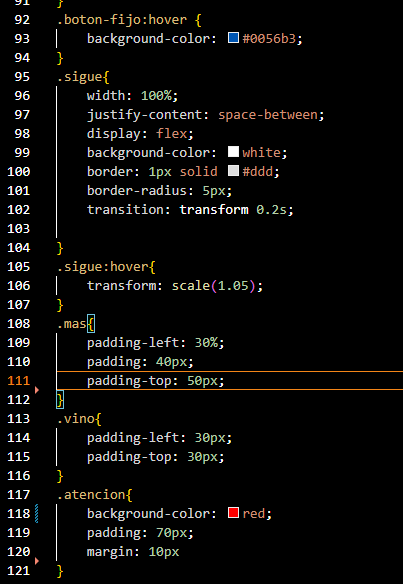 91 }
92 .boton-fijo:hover {
93 background-color: #0056b3;
94 }
95 .sigue{
96 width: 100%;
97 justify-content: space-between;
98 display: flex;
99 background-color: white;
100 border: 1px solid #ddd;
101 border-radius: 5px;
102 transition: transform 0.2s;
103
104 }
105 .sigue:hover{
106 transform: scale(1.05);
107 }
108 .mas{
109 padding-left: 30%;
110 padding: 40px;
111 padding-top: 50px;
112 }
113 .vino{
114 padding-left: 30px;
115 padding-top: 30px;
116 }
117 .atencion{
118 background-color: red;
119 padding: 70px;
120 margin: 10px
121 }